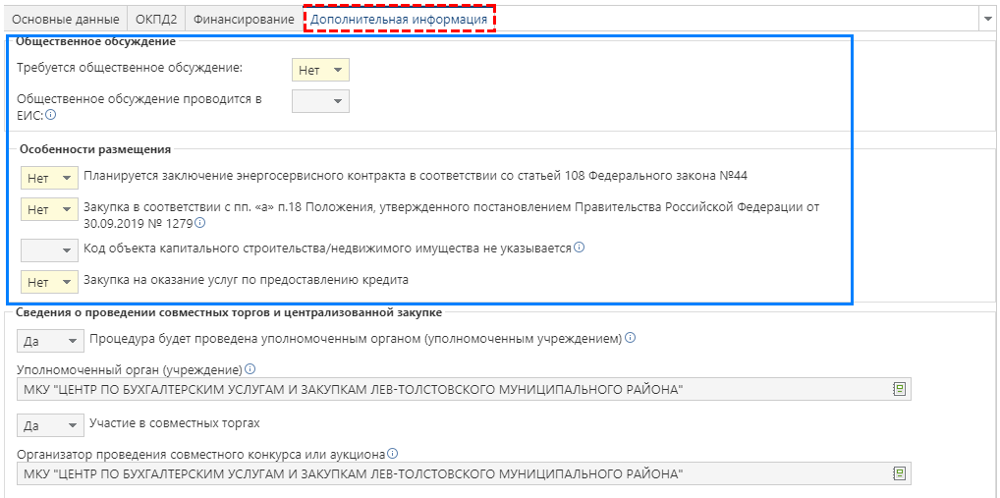 Основные данные ОКПД2 Финансирование Дополнительная информация
Общественное обсуждение
Требуется общественное обсуждение: Нет
Общественное обсуждение проводится в
ЕИС:
Особенности размещения
Нет Планируется заключение энергосервисного контракта в соответствии со статьей 108 Федерального закона №44
Нет Закупка в соответствии с пп. «а» п.18 Положения, утвержденного постановлением Правительства Российской Федерации от
30.09.2019 № 1279
Код объекта капитального строительства/недвижимого имущества не указывается
Нет Закупка на оказание услуг по предоставлению кредита
Сведения о проведении совместных торгов и централизованной закупке
Да Процедура будет проведена уполномоченным органом (уполномоченным учреждением)
Уполномоченный орган (учреждение)
МКУ "ЦЕНТР ПО БУХГАЛТЕРСКИМ УСЛУГАМ И ЗАКУПКАМ ЛЕВ-ТОЛСТОВСКОГО МУНИЦИПАЛЬНОГО РАЙОНА"
Да Участие в совместных торгах
Организатор проведения совместного конкурса или аукциона
МКУ "ЦЕНТР ПО БУХГАЛТЕРСКИМ УСЛУГАМ И ЗАКУПКАМ ЛЕВ-ТОЛСТОВСКОГО МУНИЦИПАЛЬНОГО РАЙОНА"